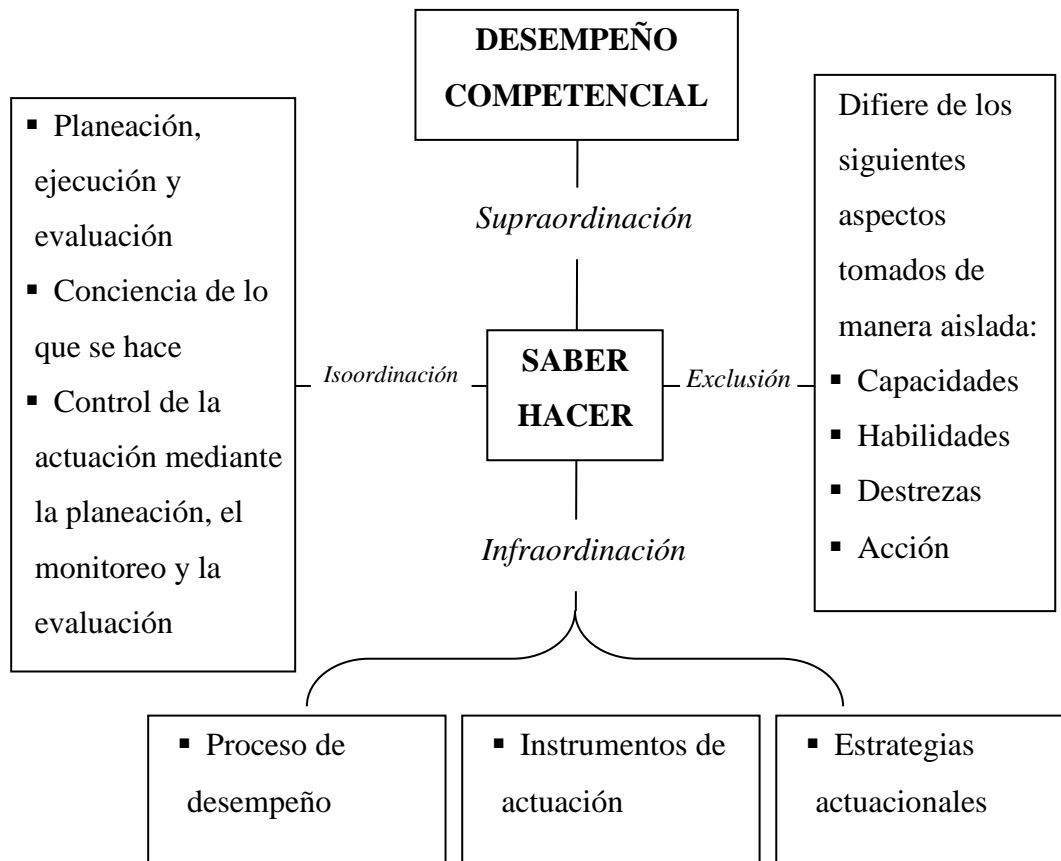 DESEMPEÑO
COMPETENCIAL
Supraordinación
▪ Planeación,
ejecución y
evaluación
▪ Conciencia de lo
que se hace
▪ Control de la
actuación mediante
la planeación, el
monitoreo y la
evaluación
Isoordinación
SABER
HACER
Exclusión
Difiere de los
siguientes
aspectos
tomados de
manera aislada:
▪ Capacidades
▪ Habilidades
▪ Destrezas
▪ Acción
Infraordinación
▪ Proceso de
desempeño
▪ Instrumentos de
actuación
▪ Estrategias
actuacionales